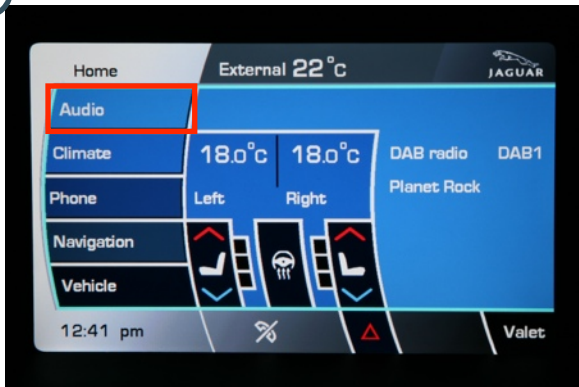 Home
External 22°c
JAGUAR
Audio
Climate
Phone
Navigation
Vehicle
18.0°c
18.0°c
Left
Right
DAB radio DAB1
Planet Rock
12:41 pm
Valet